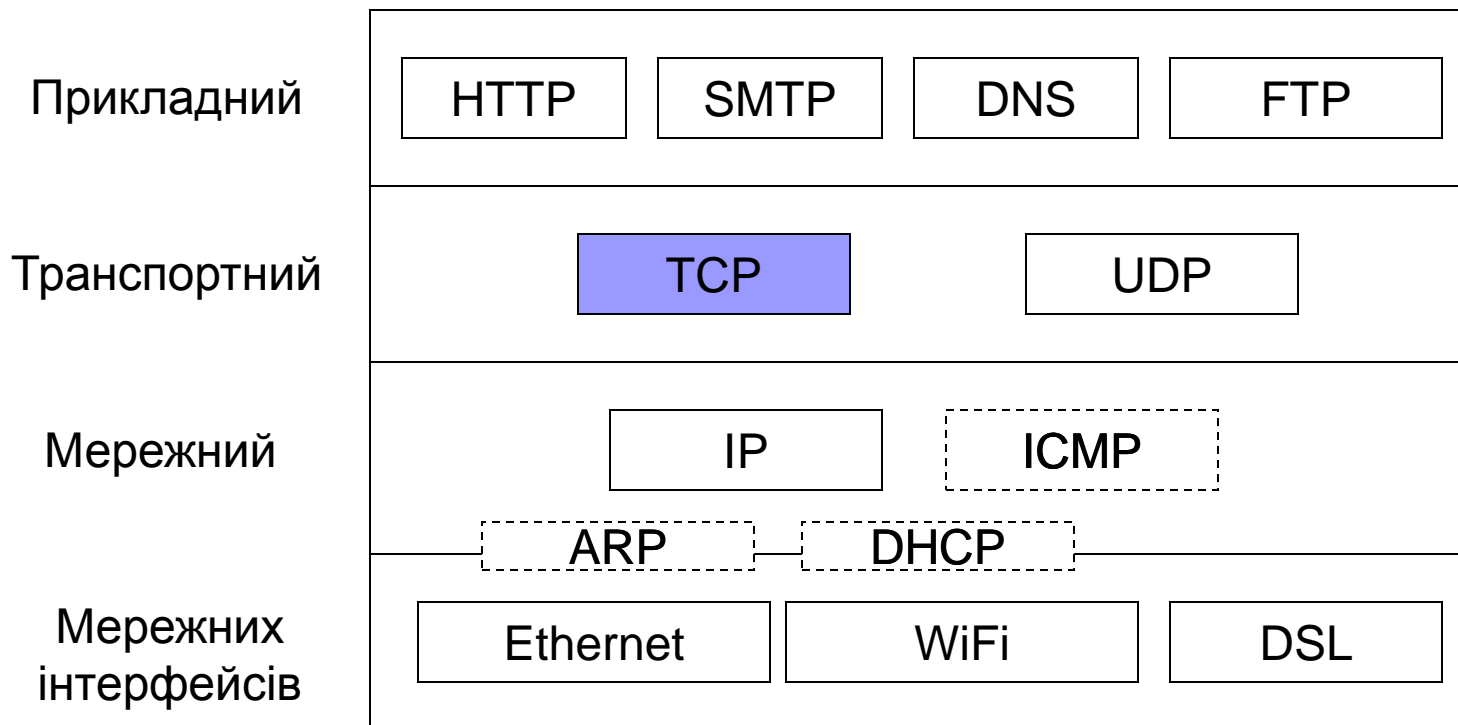 Прикладний
HTTP
SMTP
DNS
FTP
Транспортний
TCP
UDP
Мережний
IP
ICMP
ARP
DHCP
Мережних
інтерфейсів
Ethernet
WiFi
DSL